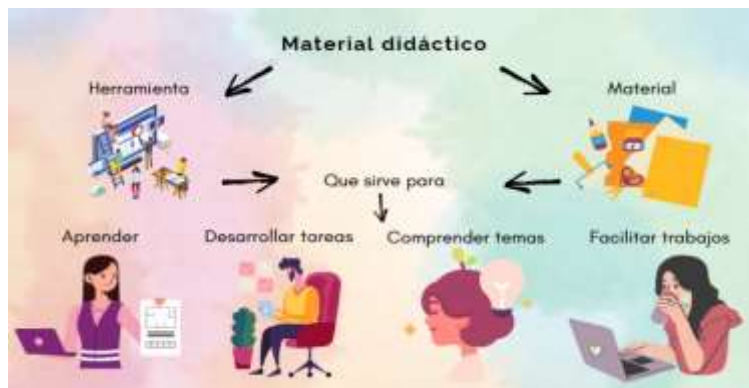 Material didáctico
Herramienta
Material
Que sirve para
Aprender
Desarrollar tareas
Comprender temas
Facilitar trabajos